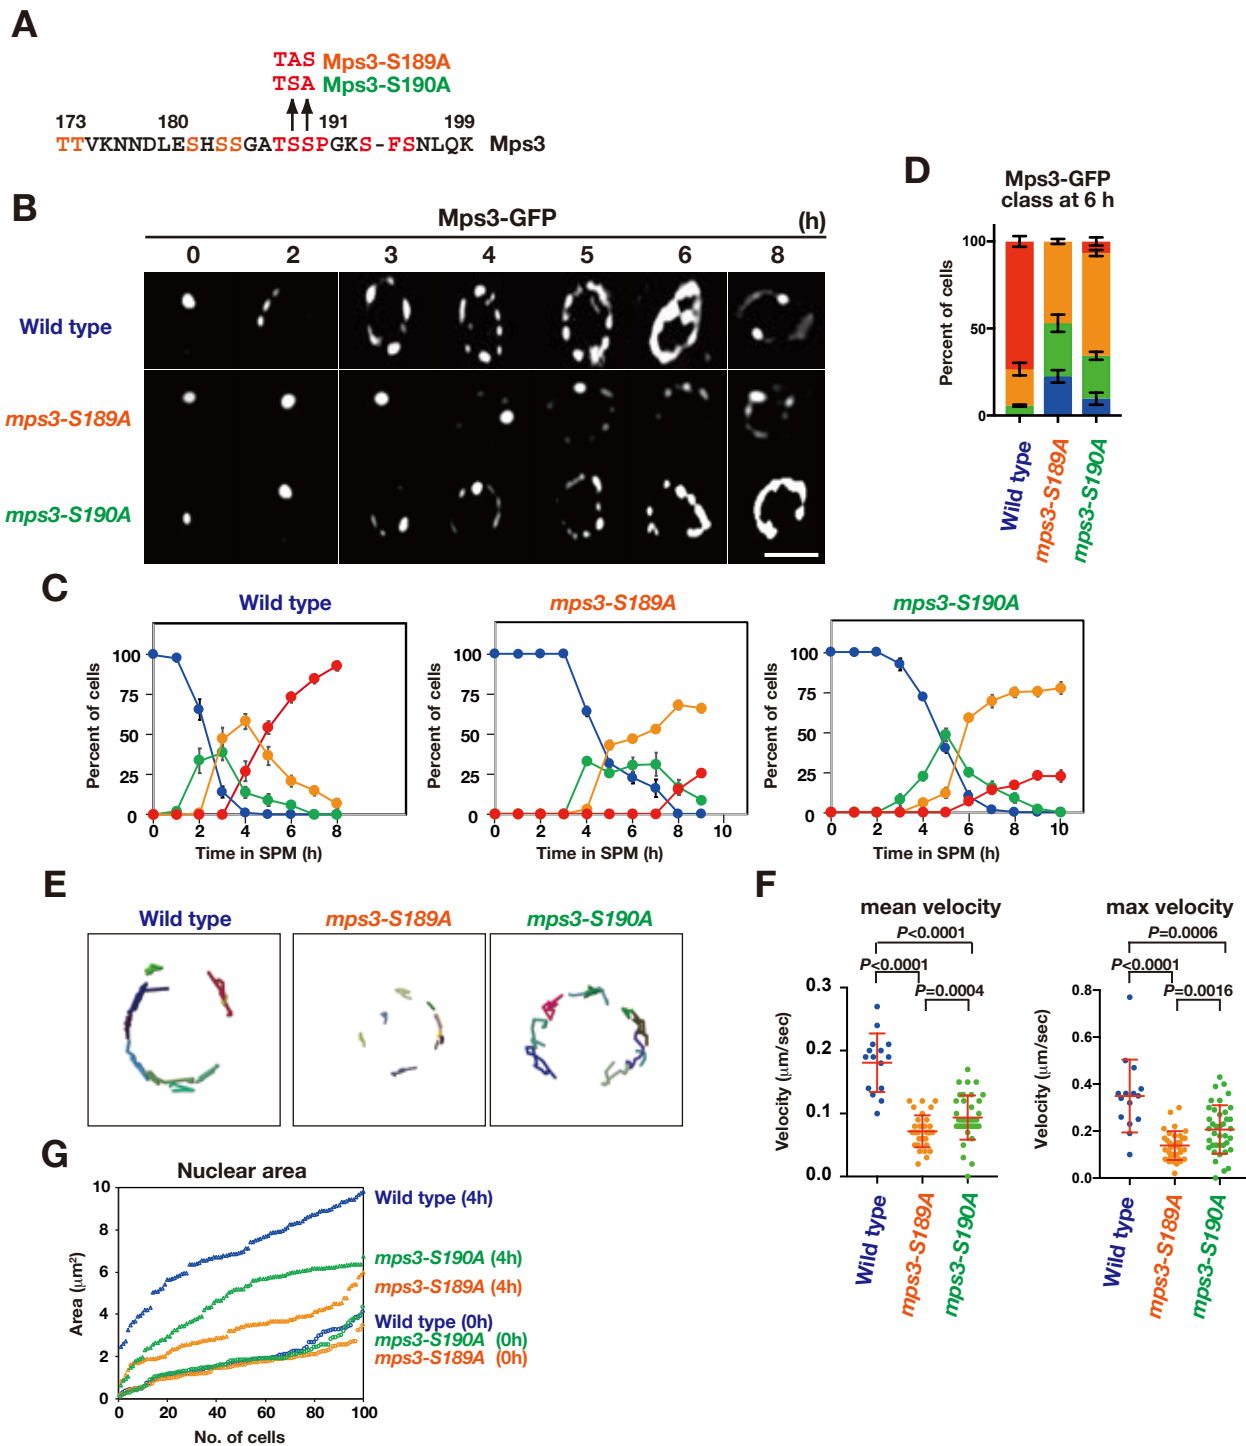 A
TAS Mps3-S189A
TSA Mps3-S190A
173 180 191 199
TTVKNNDLESHSSGATSSPGKS-FSNLQK Mps3
B
Mps3-GFP (h)
0 2 3 4 5 6 8
Wild type
mps3-S189A
mps3-S190A
D
Mps3-GFP
class at 6 h
Percent of cells
100
50
0
Wild type
mps3-S189A
mps3-S190A
C
Wild type
Percent of cells
100
75
50
25
0
0 2 4 6 8
Time in SPM (h)
mps3-S189A
Percent of cells
100
75
50
25
0
0 2 4 6 8 10
Time in SPM (h)
mps3-S190A
Percent of cells
100
75
50
25
0
0 2 4 6 8 10
Time in SPM (h)
E
Wild type
mps3-S189A
mps3-S190A
F
mean velocity
P<0.0001
P<0.0001
P=0.0004
Velocity (μm/sec)
0.3
0.2
0.1
0.0
Wild type
mps3-S189A
mps3-S190A
max velocity
P=0.0006
P<0.0001
P=0.0016
Velocity (μm/sec)
0.8
0.6
0.4
0.2
0.0
Wild type
mps3-S189A
mps3-S190A
G
Nuclear area
Area (μm²)
10
8
6
4
2
0
0 20 40 60 80 100
No. of cells
Wild type (4h)
mps3-S190A (4h)
mps3-S189A (4h)
Wild type (0h)
mps3-S190A (0h)
mps3-S189A (0h)